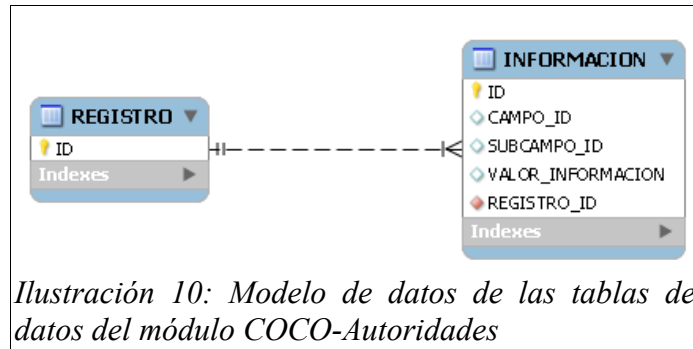 REGISTRO
ID
Indexes
INFORMACION
ID
CAMPO_ID
SUBCAMPO_ID
VALOR_INFORMACION
REGISTRO_ID
Indexes
Ilustración 10: Modelo de datos de las tablas de
datos del módulo COCO-Autoridades